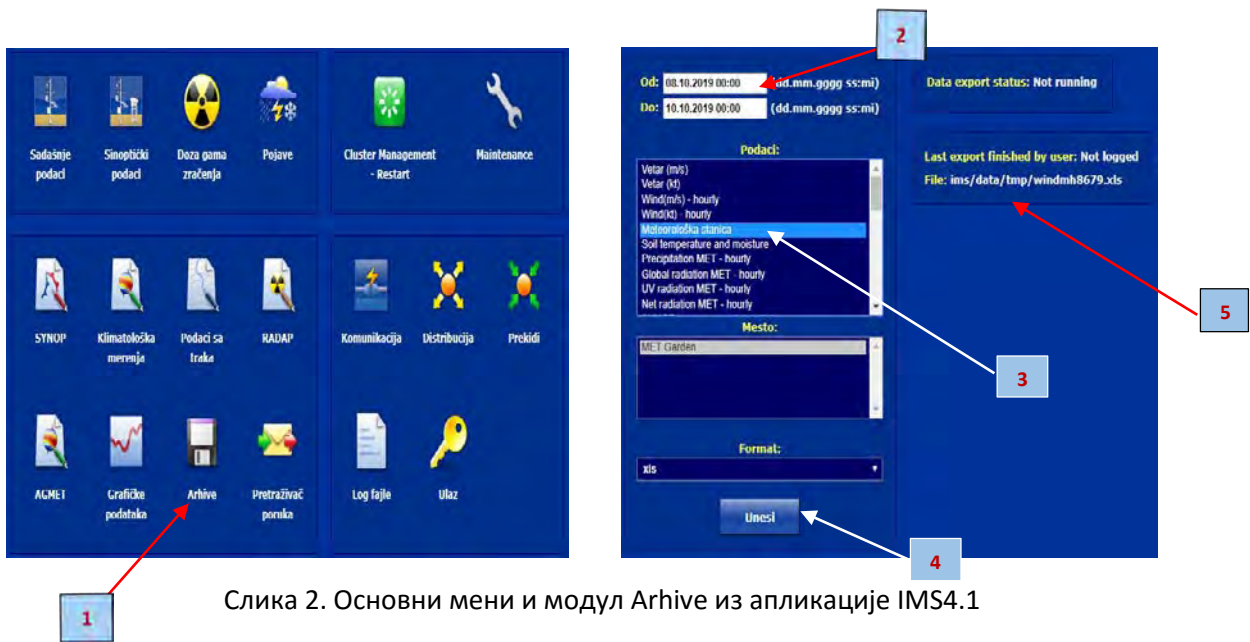 2
Sadašnje podaci
Sinoptički podaci
Doza gama zračenja
Pojave
Cluster Management - Restart
Maintenance
SYNOP
Klimatološka merenja
Podaci sa traka
RADAP
Komunikacija
Distribucija
Prekidi
AGMET
Grafičke podataka
Arhive
Pretraživač poruka
Log fajle
Ulaz
1
Od: 08.10.2019 00:00 (dd.mm.gggg ss:mi)
Do: 10.10.2019 00:00 (dd.mm.gggg ss:mi)
Podaci:
Vetar (m/s)
Vetar (kt)
Wind(m/s) - hourly
Wind(kt) - hourly
Meteorološka stanica
Soil temperature and moisture
Precipitation MET - hourly
Global radiation MET - hourly
UV radiation MET - hourly
Net radiation MET - hourly
Mesto:
MET Garden
3
Format:
xls
Unesi
4
Data export status: Not running
Last export finished by user: Not logged
File: ims/data/tmp/windmh8679.xls
5
Слика 2. Основни мени и модул Arhive из апликације IMS4.1